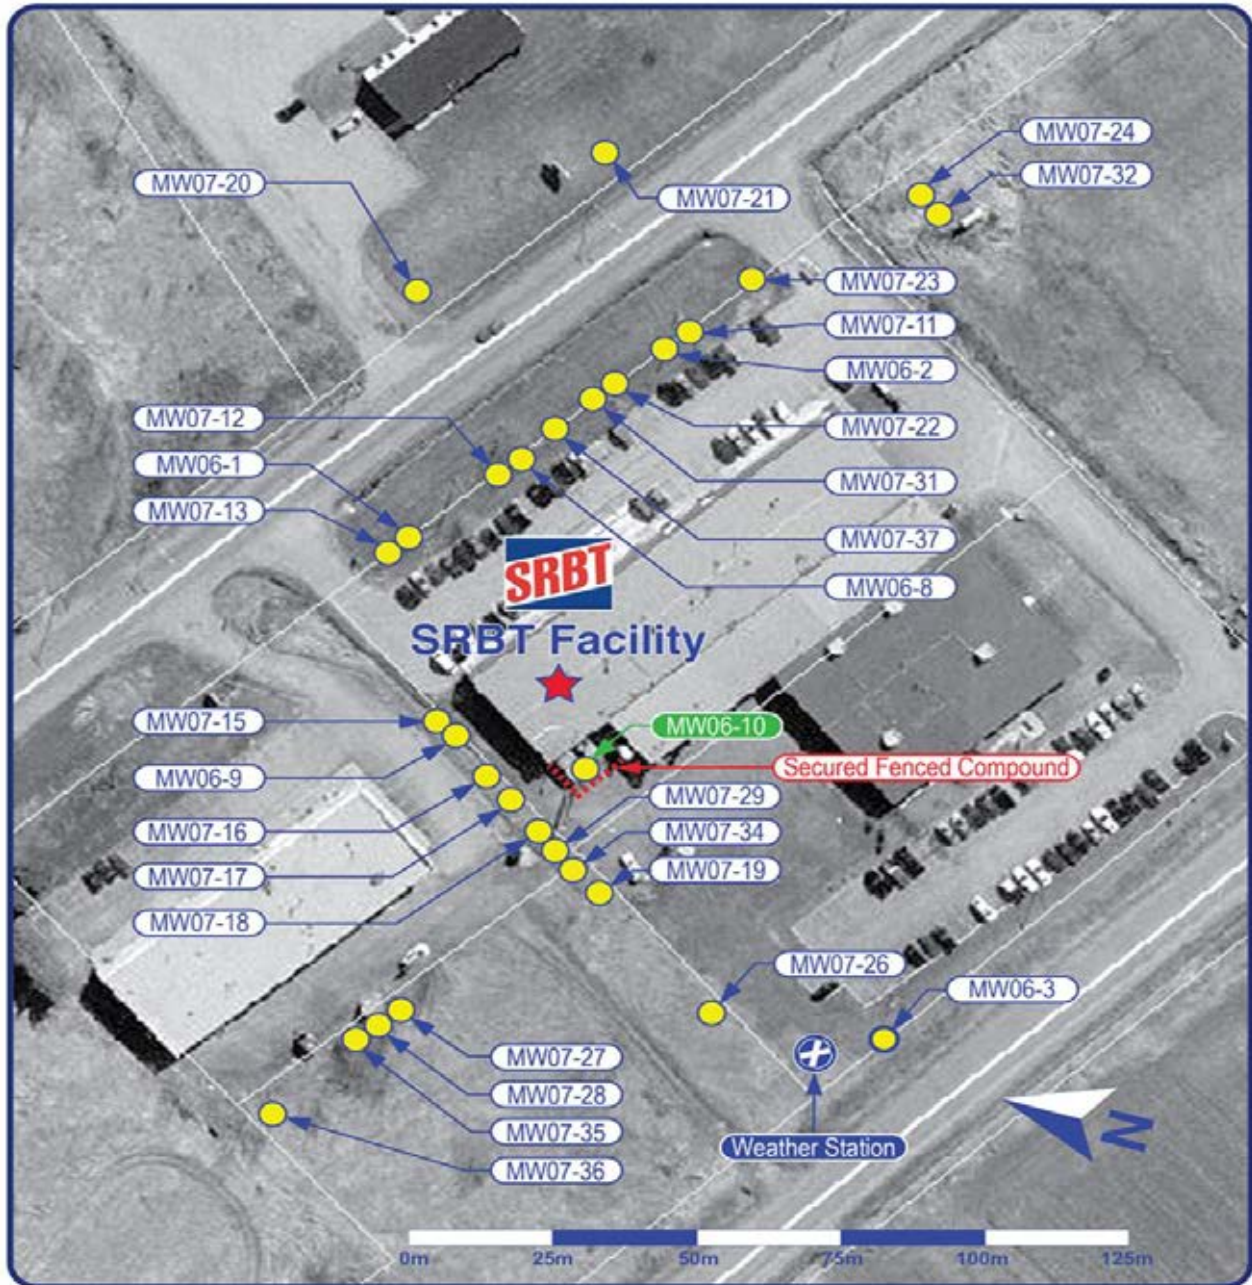 MW07-24
MW07-32
MW07-20
MW07-21
MW07-23
MW07-11
MW06-2
MW07-12
MW07-22
MW06-1
MW07-31
MW07-13
MW07-37
SRBT
MW06-8
SRBT Facility
MW07-15
MW06-10
MW06-9
Secured Fenced Compound
MW07-29
MW07-16
MW07-34
MW07-17
MW07-19
MW07-18
MW07-26
MW06-3
MW07-27
MW07-28
MW07-35
MW07-36
Weather Station
N
0m 25m 50m 75m 100m 125m